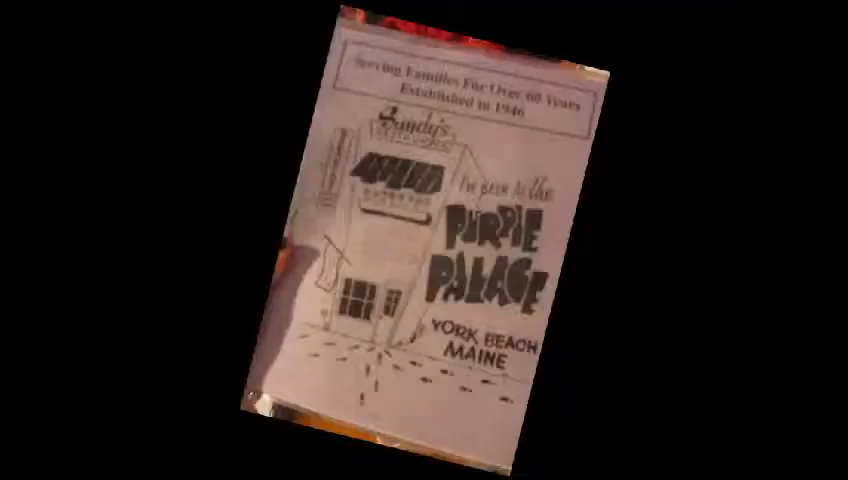 Serving Families For Over 60 Years
Established in 1946
Sandy's
RESTAURANT
I'VE BEEN TO The
PURPLE
PALACE
YORK BEACH
MAINE